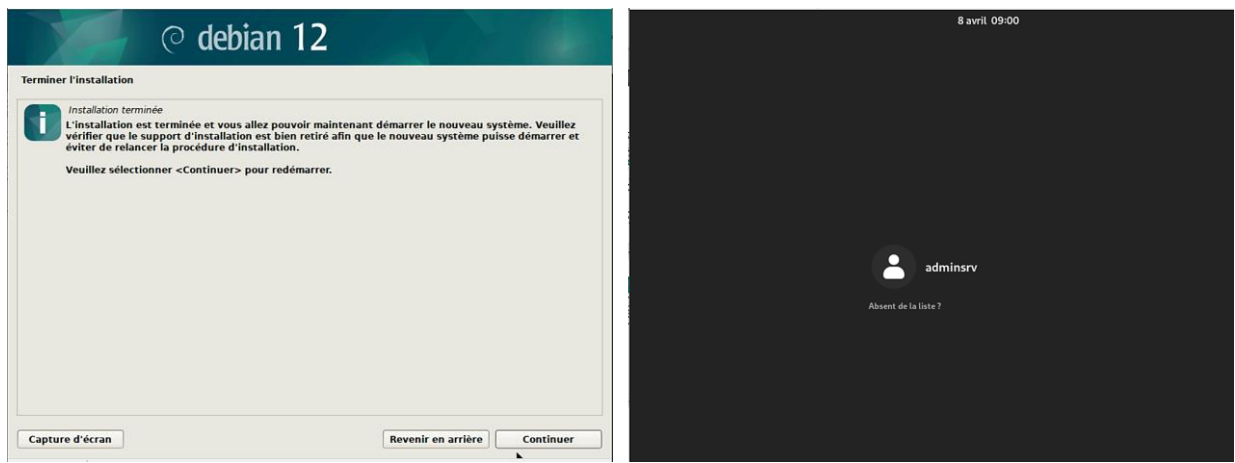 debian 12
Terminer l'installation
Installation terminée
L'installation est terminée et vous allez pouvoir maintenant démarrer le nouveau système. Veuillez
vérifier que le support d'installation est bien retiré afin que le nouveau système puisse démarrer et
éviter de relancer la procédure d'installation.
Veuillez sélectionner <Continuer> pour redémarrer.
Capture d'écran
Revenir en arrière
Continuer
8 avril 09:00
adminsrv
Absent de la liste ?